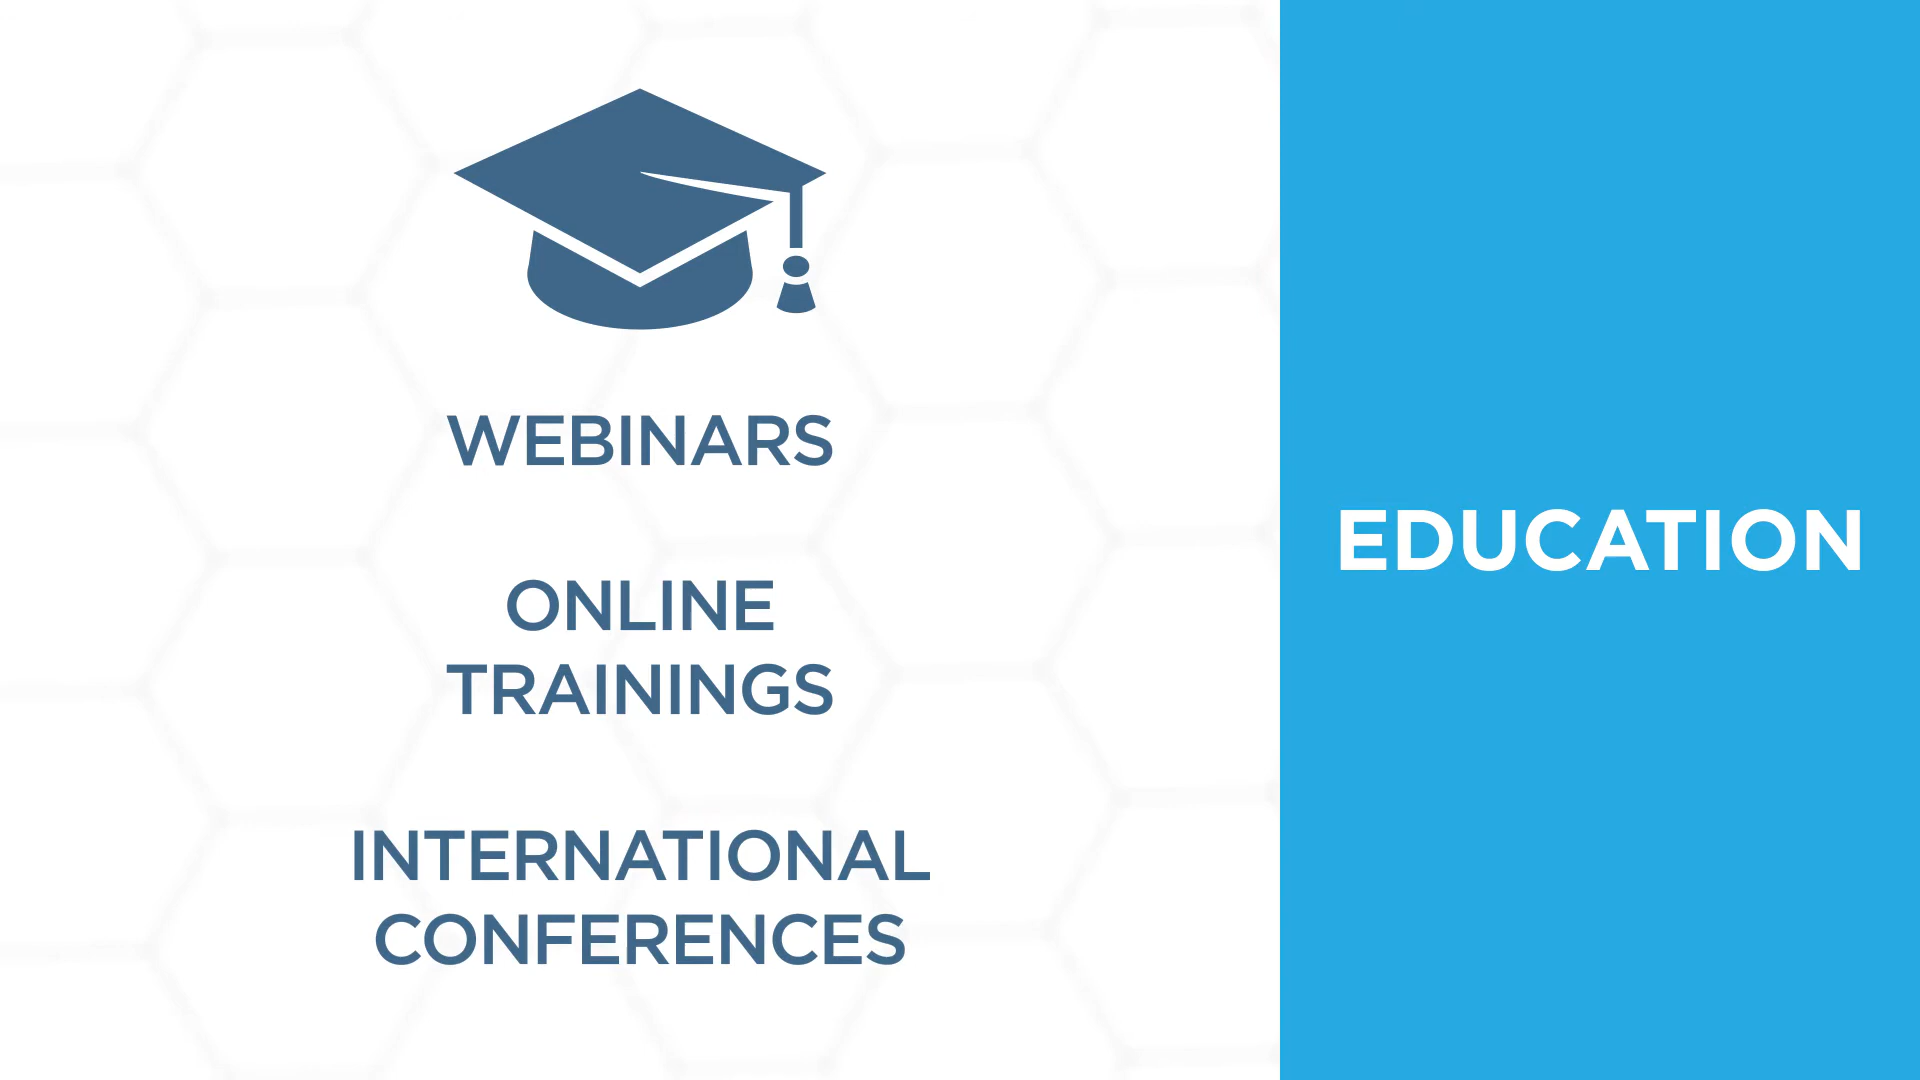 WEBINARS
ONLINE
TRAININGS
INTERNATIONAL
CONFERENCES
EDUCATION